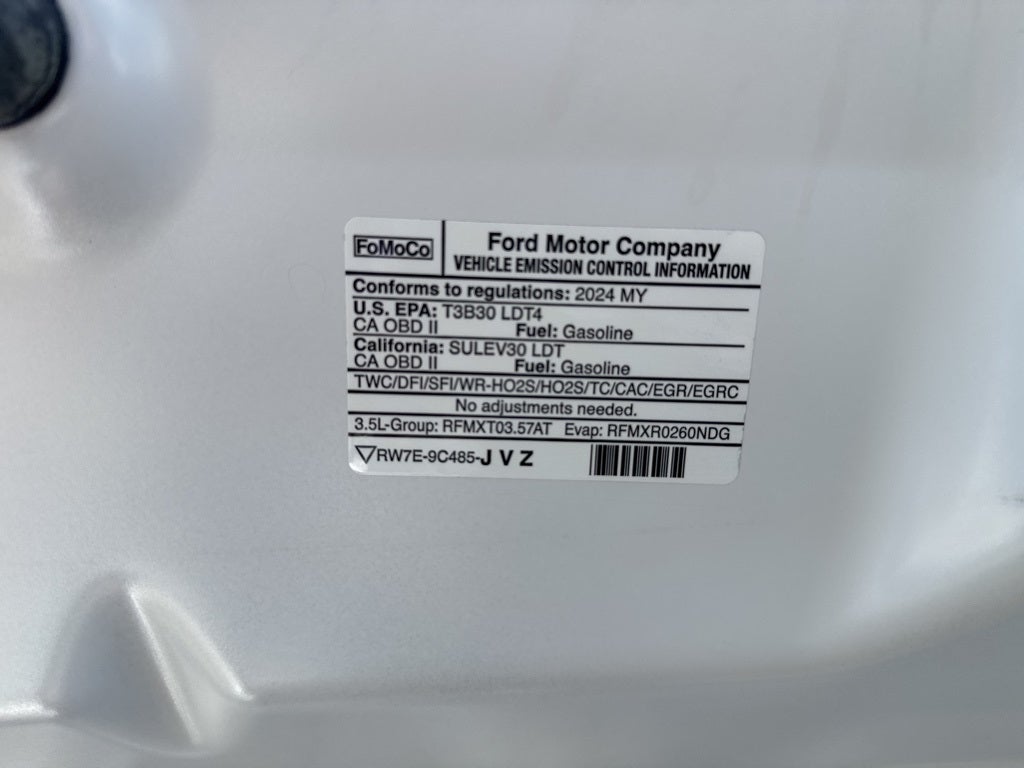 FoMoCo
Ford Motor Company
VEHICLE EMISSION CONTROL INFORMATION
Conforms to regulations: 2024 MY
U.S. EPA: T3B30 LDT4
CA OBD II Fuel: Gasoline
California: SULEV30 LDT
CA OBD II Fuel: Gasoline
TWC/DFI/SFI/WR-HO2S/HO2S/TC/CAC/EGR/EGRC
No adjustments needed.
3.5L-Group: RFMXT03.57AT Evap: RFMXR0260NDG
RW7E-9C485-J V Z